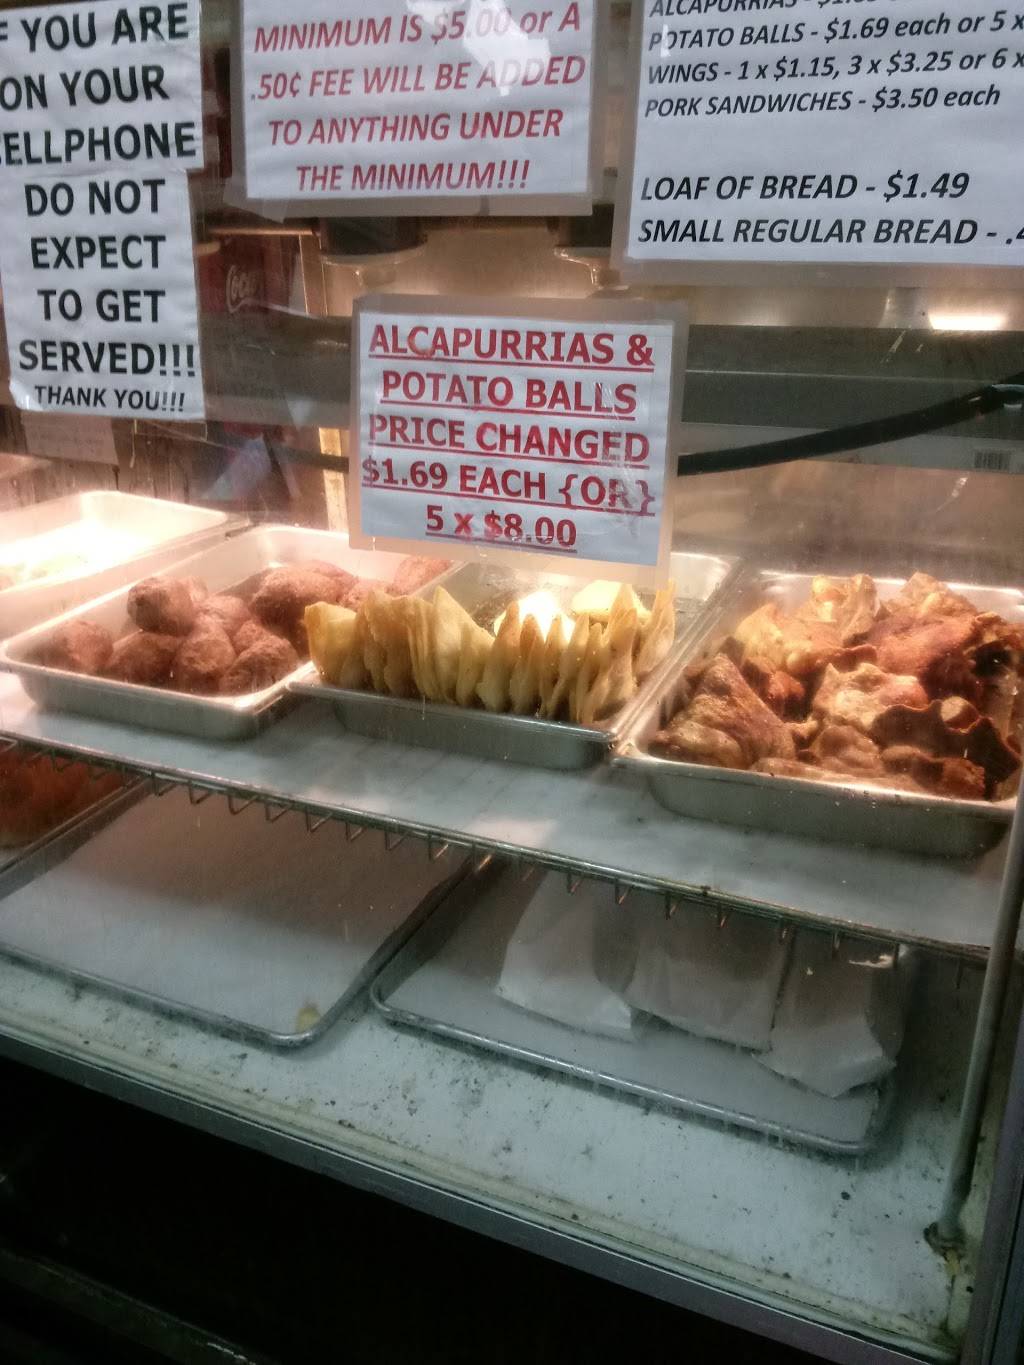 YOU ARE
ON YOUR
CELLPHONE
DO NOT
EXPECT
TO GET
SERVED!!!
THANK YOU!!!
MINIMUM IS $5.00 or A
.50¢ FEE WILL BE ADDED
TO ANYTHING UNDER
THE MINIMUM!!!
ALCAPURRIAS -
POTATO BALLS - $1.69 each or 5 x
WINGS - 1 x $1.15, 3 x $3.25 or 6 x
PORK SANDWICHES - $3.50 each
LOAF OF BREAD - $1.49
SMALL REGULAR BREAD - .4
ALCAPURRIAS &
POTATO BALLS
PRICE CHANGED
$1.69 EACH {OR}
5 x $8.00